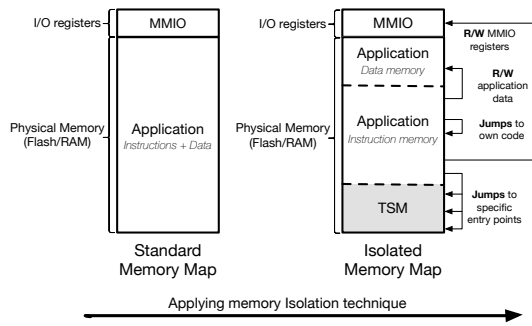 I/O registers
MMIO
Physical Memory
(Flash/RAM)
Application
Instructions + Data
Standard
Memory Map
I/O registers
MMIO
Physical Memory
(Flash/RAM)
Application
Data memory
Application
Instruction memory
TSM
Isolated
Memory Map
R/W MMIO
registers
R/W
application
data
Jumps to
own code
Jumps to
specific
entry points
Applying memory Isolation technique